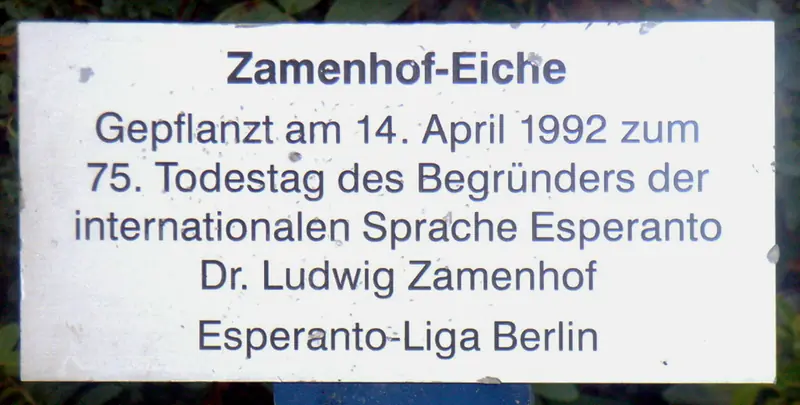 Zamenhof-Eiche
Gepflanzt am 14. April 1992 zum
75. Todestag des Begründers der
internationalen Sprache Esperanto
Dr. Ludwig Zamenhof
Esperanto-Liga Berlin